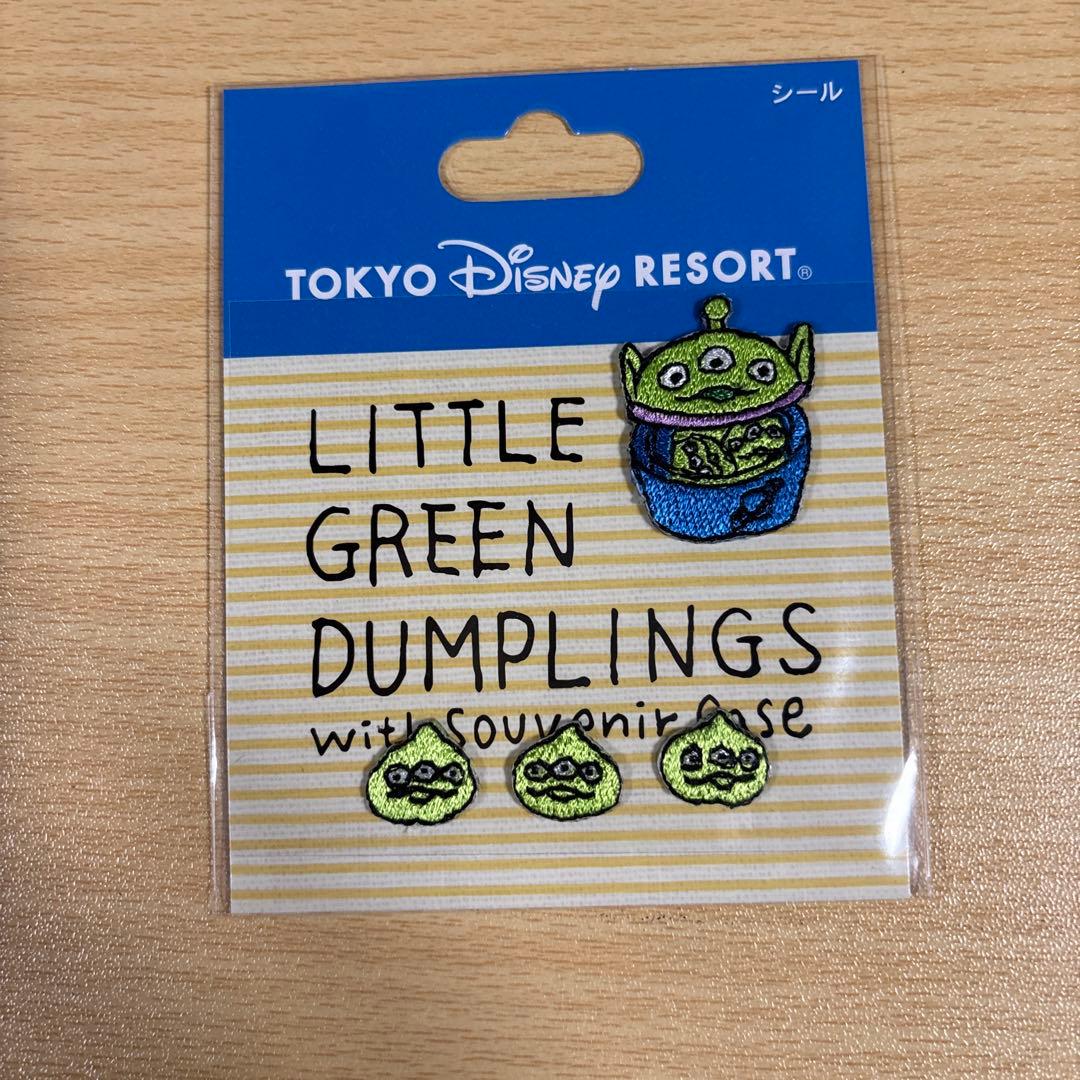 シール
TOKYO Disney RESORT®
LITTLE
GREEN
DUMPLINGS
with Souvenir Case